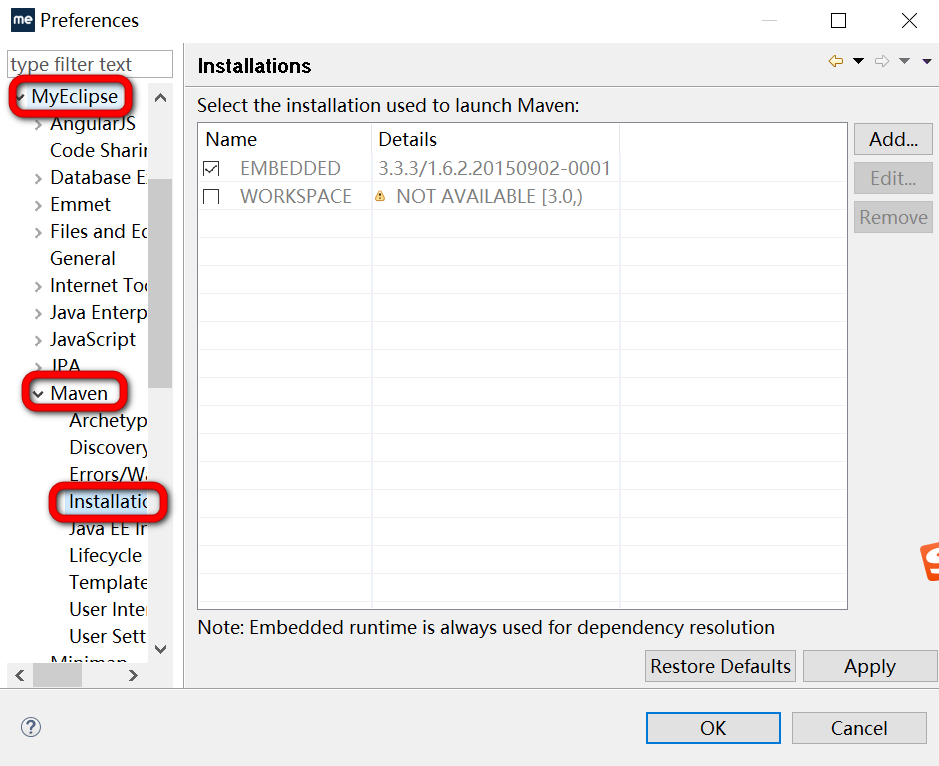 me Preferences
type filter text
MyEclipse
AngularJS
Code Sharin
Database E
Emmet
Files and Ed
General
Internet Too
Java Enterp
JavaScript
JPA
Maven
Archetyp
Discovery
Errors/Wa
Installatio
Java EE In
Lifecycle
Template
User Inter
User Sett
Minimap
Installations
Select the installation used to launch Maven:
Name Details
EMBEDDED 3.3.3/1.6.2.20150902-0001
WORKSPACE NOT AVAILABLE [3.0,)
Add...
Edit...
Remove
Note: Embedded runtime is always used for dependency resolution
Restore Defaults Apply
OK Cancel